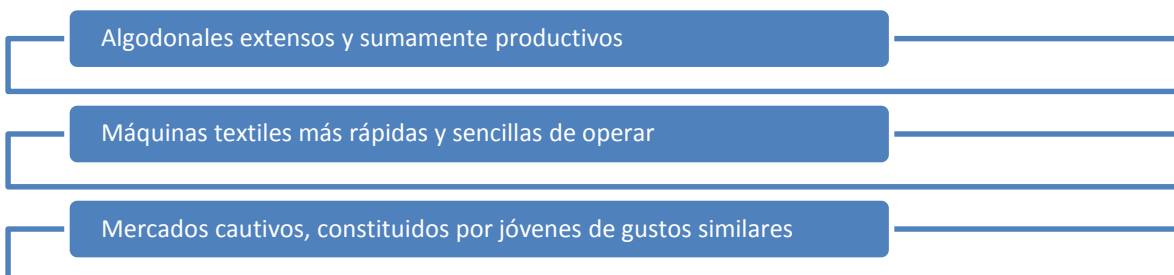 Algodonales extensos y sumamente productivos
Máquinas textiles más rápidas y sencillas de operar
Mercados cautivos, constituidos por jóvenes de gustos similares